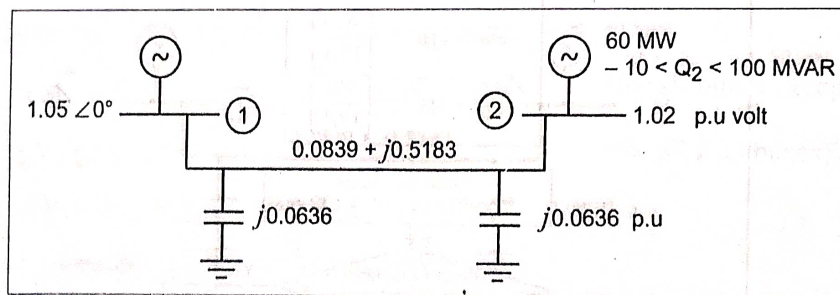 60 MW
– 10 < Q₂ < 100 MVAR
1.05 ∠0°
1
2
1.02 p.u volt
0.0839 + j0.5183
j0.0636
j0.0636 p.u